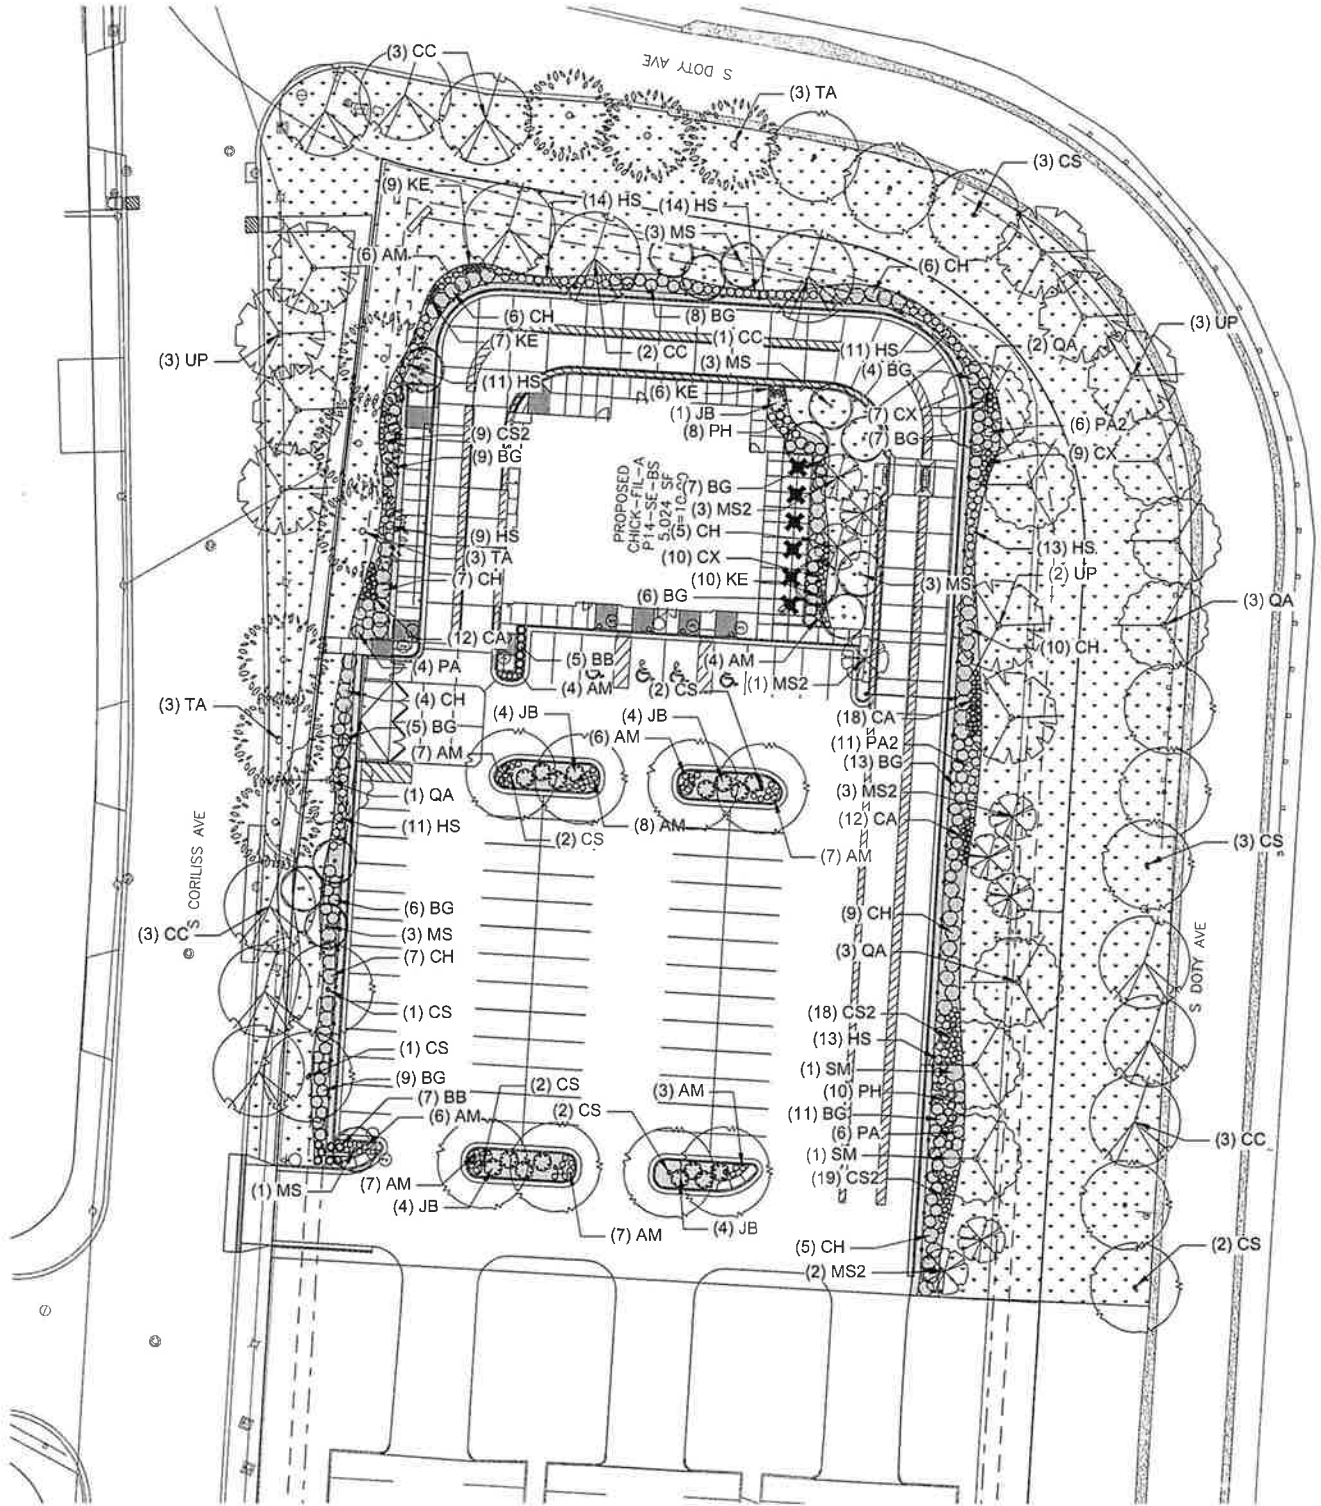 (3) CC
S DOTY AVE
(3) TA
(3) CS
(9) KE
(14) HS
(14) HS
(3) MS
(6) AM
(6) CH
(6) CH
(8) BG
(3) UP
(7) KE
(1) CC
(11) HS
(2) QA
(3) UP
(2) CC
(3) MS
(4) BG
(11) HS
(6) KE
(1) JB
(7) CX
(8) PH
(6) PA2
(9) CS2
(7) BG
(9) CX
(9) BG
(7) BG
PROPOSED
CHICK-FIL-A
P14-SE-BS
5,024 SF
(3) MS2
(9) HS
(5) CH
(13) HS
(3) TA
(10) CX
(2) UP
(7) CH
(10) KE
(3) MS
(6) BG
(3) QA
(12) CA
(10) CH
(4) PA
(5) BB
(4) AM
(4) AM
(1) MS2
(2) CS
(4) CH
(3) TA
(4) JB
(4) JB
(18) CA
(5) BG
(6) AM
(11) PA2
(7) AM
(13) BG
(1) QA
(3) MS2
(11) HS
(8) AM
(12) CA
(2) CS
(3) CS
(7) AM
S CORILISS AVE
(6) BG
(9) CH
(3) CC
(3) MS
(3) QA
(7) CH
S DOTY AVE
(1) CS
(18) CS2
(13) HS
(1) CS
(1) SM
(9) BG
(2) CS
(3) AM
(10) PH
(7) BB
(2) CS
(11) BG
(6) AM
(6) PA
(3) CC
(1) SM
(7) AM
(19) CS2
(1) MS
(4) JB
(4) JB
(7) AM
(5) CH
(2) CS
(2) MS2